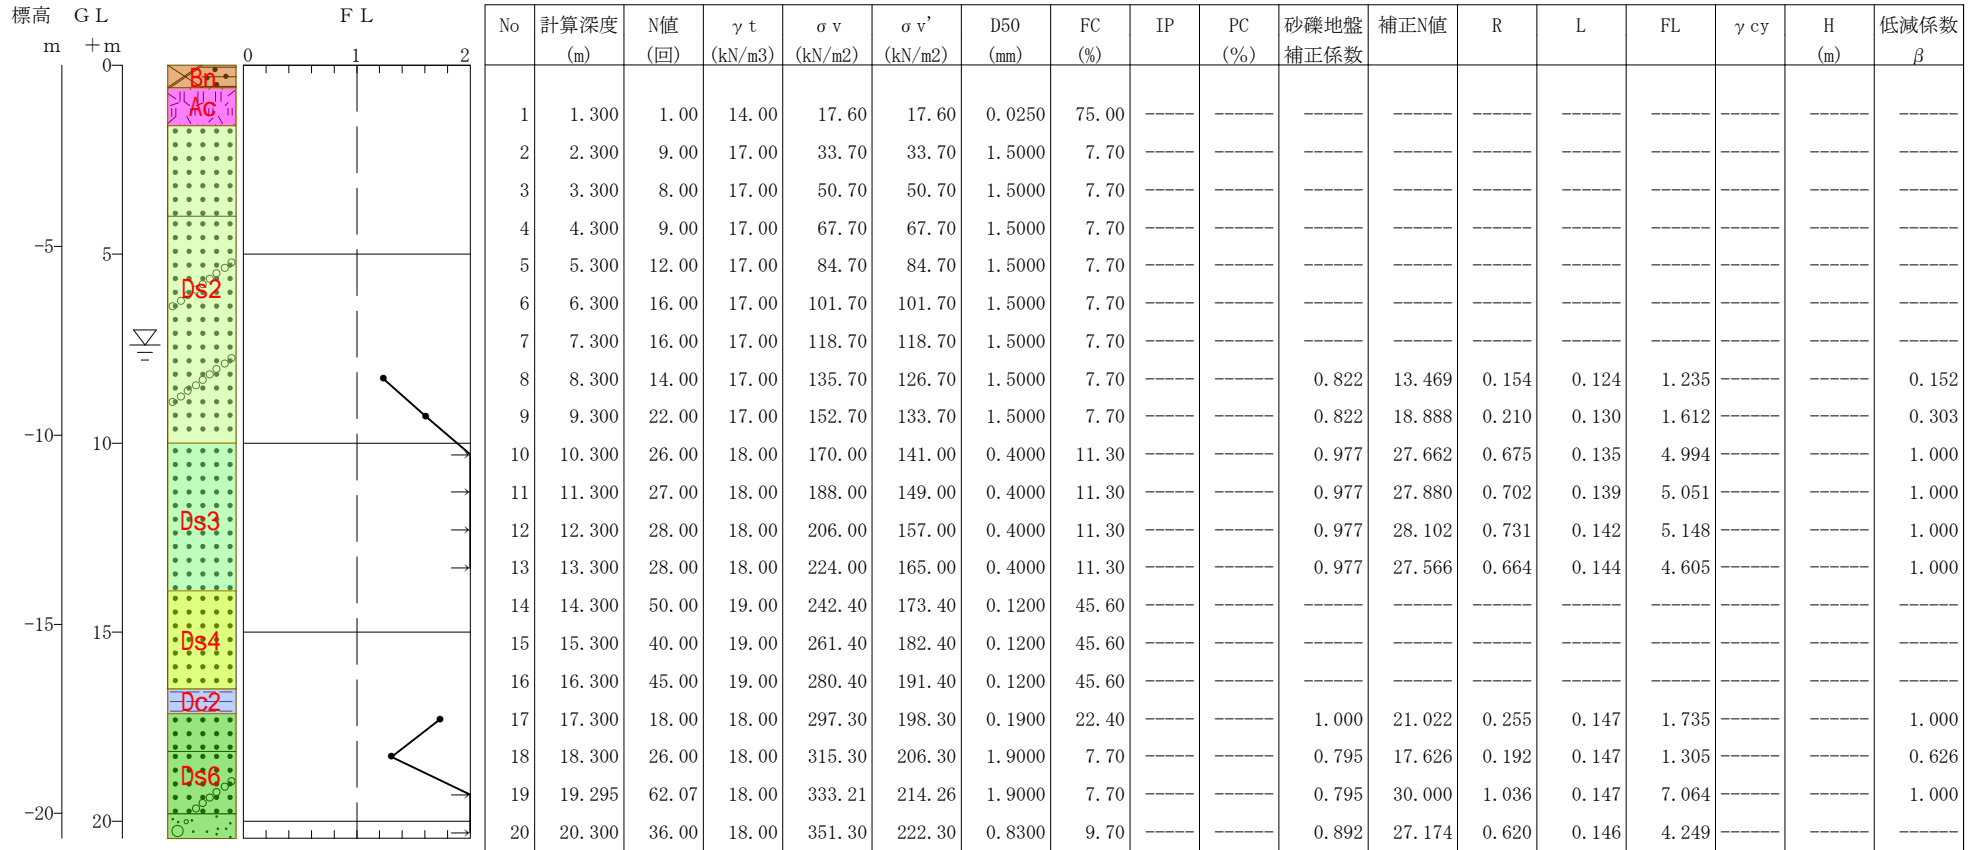 標高 GL FL
m +m
0 0 1 2
-5 5
-10 10
-15 15
-20 20
Bn
Ac
Ds2
Ds3
Ds4
Dc2
Ds6
No 計算深度 N値 γt σv σv' D50 FC IP PC 砂礫地盤 補正N値 R L FL γcy H 低減係数
(m) (回) (kN/m3) (kN/m2) (kN/m2) (mm) (%) (%) 補正係数 (m) β
1 1.300 1.00 14.00 17.60 17.60 0.0250 75.00 ----- ------ ------ ------ ----- ----- ------ ------ ------ ------
2 2.300 9.00 17.00 33.70 33.70 1.5000 7.70 ----- ------ ------ ------ ----- ----- ------ ------ ------ ------
3 3.300 8.00 17.00 50.70 50.70 1.5000 7.70 ----- ------ ------ ------ ----- ----- ------ ------ ------ ------
4 4.300 9.00 17.00 67.70 67.70 1.5000 7.70 ----- ------ ------ ------ ----- ----- ------ ------ ------ ------
5 5.300 12.00 17.00 84.70 84.70 1.5000 7.70 ----- ------ ------ ------ ----- ----- ------ ------ ------ ------
6 6.300 16.00 17.00 101.70 101.70 1.5000 7.70 ----- ------ ------ ------ ----- ----- ------ ------ ------ ------
7 7.300 16.00 17.00 118.70 118.70 1.5000 7.70 ----- ------ ------ ------ ----- ----- ------ ------ ------ ------
8 8.300 14.00 17.00 135.70 126.70 1.5000 7.70 ----- ------ 0.822 13.469 0.154 0.124 1.235 ------ ------ 0.152
9 9.300 22.00 17.00 152.70 133.70 1.5000 7.70 ----- ------ 0.822 18.888 0.210 0.130 1.612 ------ ------ 0.303
10 10.300 26.00 18.00 170.00 141.00 0.4000 11.30 ----- ------ 0.977 27.662 0.675 0.135 4.994 ------ ------ 1.000
11 11.300 27.00 18.00 188.00 149.00 0.4000 11.30 ----- ------ 0.977 27.880 0.702 0.139 5.051 ------ ------ 1.000
12 12.300 28.00 18.00 206.00 157.00 0.4000 11.30 ----- ------ 0.977 28.102 0.731 0.142 5.148 ------ ------ 1.000
13 13.300 28.00 18.00 224.00 165.00 0.4000 11.30 ----- ------ 0.977 27.566 0.664 0.144 4.605 ------ ------ 1.000
14 14.300 50.00 19.00 242.40 173.40 0.1200 45.60 ----- ------ ------ ------ ----- ----- ------ ------ ------ ------
15 15.300 40.00 19.00 261.40 182.40 0.1200 45.60 ----- ------ ------ ------ ----- ----- ------ ------ ------ ------
16 16.300 45.00 19.00 280.40 191.40 0.1200 45.60 ----- ------ ------ ------ ----- ----- ------ ------ ------ ------
17 17.300 18.00 18.00 297.30 198.30 0.1900 22.40 ----- ------ 1.000 21.022 0.255 0.147 1.735 ------ ------ 1.000
18 18.300 26.00 18.00 315.30 206.30 1.9000 7.70 ----- ------ 0.795 17.626 0.192 0.147 1.305 ------ ------ 0.626
19 19.295 62.07 18.00 333.21 214.26 1.9000 7.70 ----- ------ 0.795 30.000 1.036 0.147 7.064 ------ ------ 1.000
20 20.300 36.00 18.00 351.30 222.30 0.8300 9.70 ----- ------ 0.892 27.174 0.620 0.146 4.249 ------ ------ ------